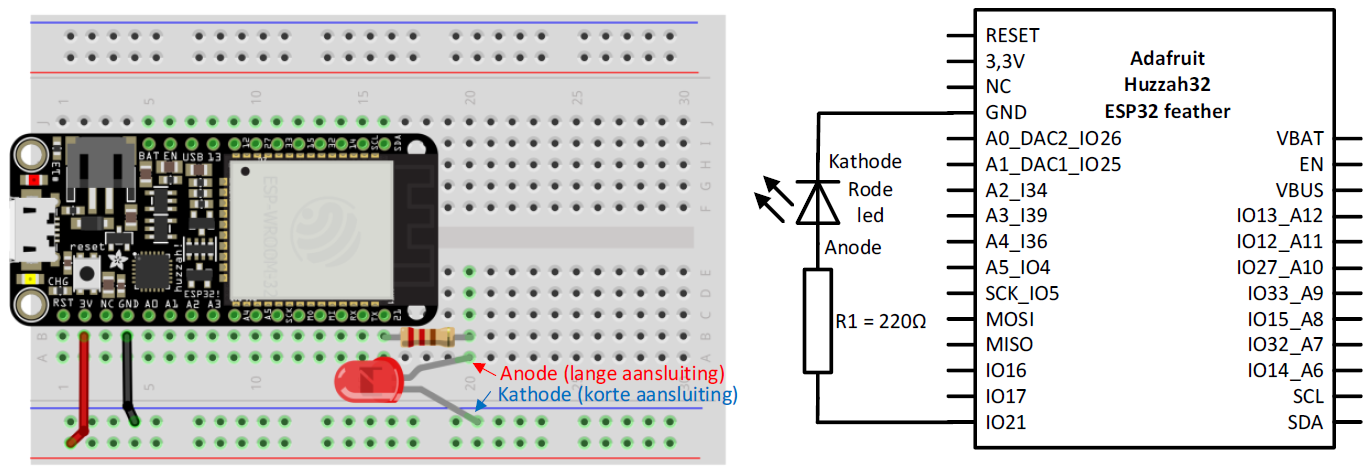 1 5 10 15 20 25 30
J
I
H
G
F
BAT EN USB 13 12 27 33 15 32 14 SCL SDA
ESP-WROOM-32
reset
huzzah!
CHG
ESP32!
RST 3V NC GND A0 A1 A2 A3 A4 A5 SCK MO MI RX TX 21
E
D
C
B
A
1 5 10 20
Anode (lange aansluiting)
Kathode (korte aansluiting)
Kathode
Rode
led
Anode
R1 = 220Ω
Adafruit
Huzzah32
ESP32 feather
RESET
3,3V
NC
GND
A0_DAC2_IO26
A1_DAC1_IO25
A2_I34
A3_I39
A4_I36
A5_IO4
SCK_IO5
MOSI
MISO
IO16
IO17
IO21
VBAT
EN
VBUS
IO13_A12
IO12_A11
IO27_A10
IO33_A9
IO15_A8
IO32_A7
IO14_A6
SCL
SDA